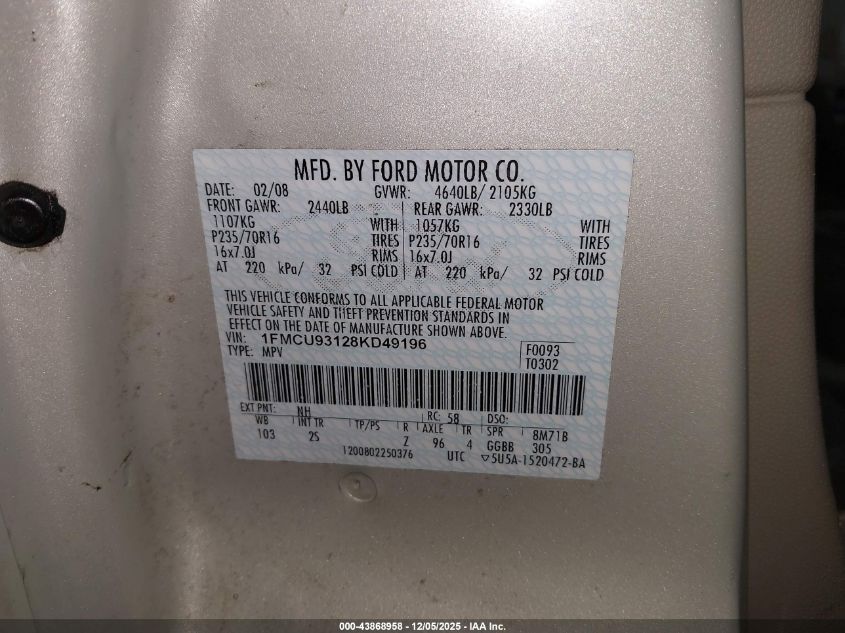 MFD. BY FORD MOTOR CO.
DATE: 02/08 GVWR: 4640LB/ 2105KG
FRONT GAWR: 2440LB REAR GAWR: 2330LB
1107KG WITH 1057KG WITH
P235/70R16 TIRES P235/70R16 TIRES
16x7.0J RIMS 16x7.0J RIMS
AT 220 kPa/ 32 PSI COLD AT 220 kPa/ 32 PSI COLD
THIS VEHICLE CONFORMS TO ALL APPLICABLE FEDERAL MOTOR
VEHICLE SAFETY AND THEFT PREVENTION STANDARDS IN
EFFECT ON THE DATE OF MANUFACTURE SHOWN ABOVE.
VIN: 1FMCU93128KD49196 F0093
TYPE: MPV T0302
EXT PNT: NH RC: 58 DSO:
WB INT TR TP/PS R AXLE TR SPR 8M71B
103 2S Z 96 4 GGBB 305
1200802250376 UTC ▽5U5A-1520472-BA
000-43868958 - 12/05/2025 - IAA Inc.